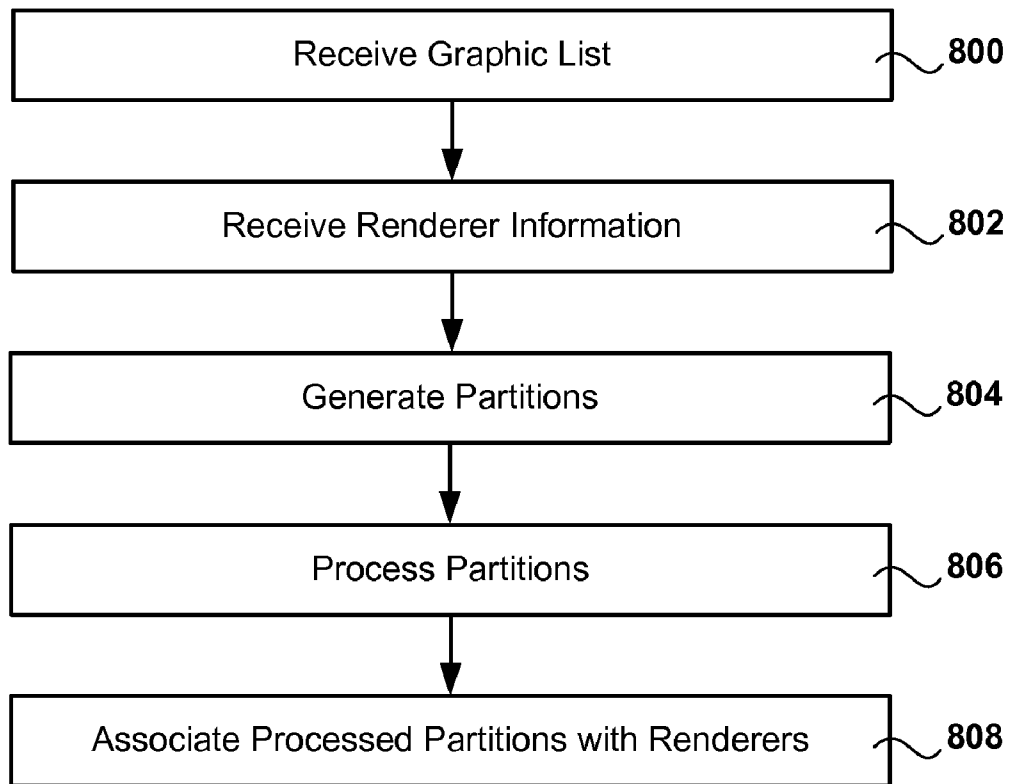 Receive Graphic List 800
Receive Renderer Information 802
Generate Partitions 804
Process Partitions 806
Associate Processed Partitions with Renderers 808